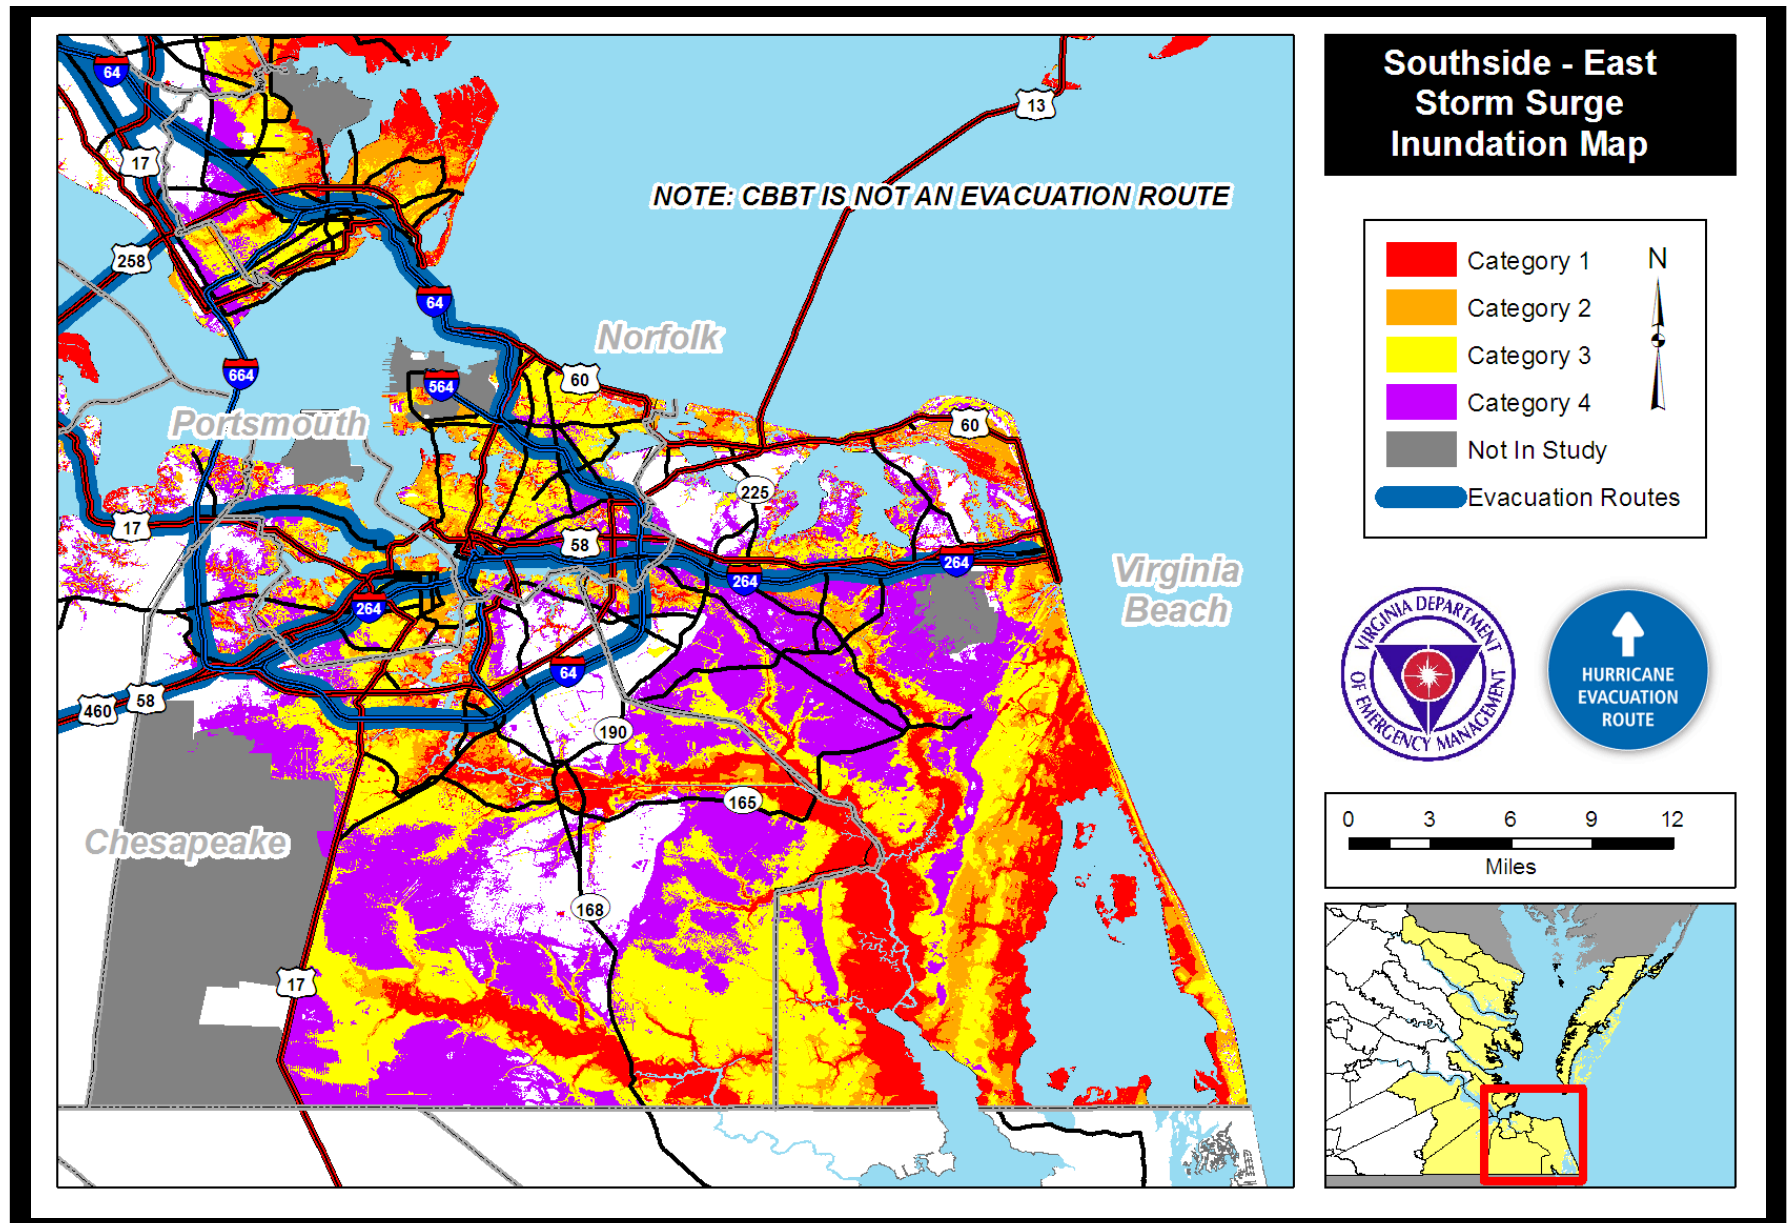 Southside - East
Storm Surge
Inundation Map
64
13
17
NOTE: CBBT IS NOT AN EVACUATION ROUTE
258
64
Norfolk
664
564
60
Portsmouth
60
225
17
58
264
264
264
Virginia
Beach
64
460
58
190
165
Chesapeake
168
17
Category 1
N
Category 2
Category 3
Category 4
Not In Study
Evacuation Routes
VIRGINIA DEPARTMENT
OF EMERGENCY MANAGEMENT
HURRICANE
EVACUATION
ROUTE
0 3 6 9 12
Miles